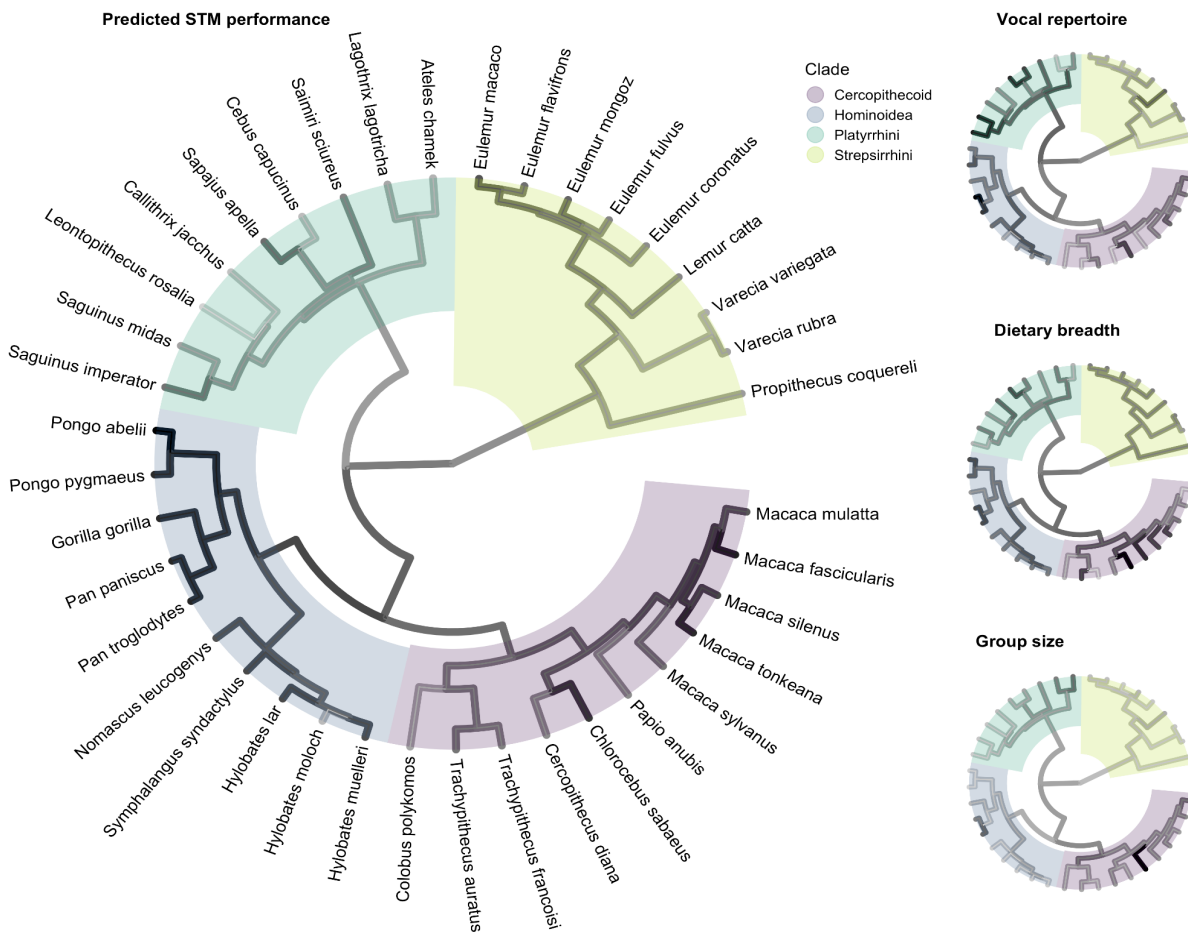 Predicted STM performance
Vocal repertoire
Clade
Cercopithecoid
Hominoidea
Platyrrhini
Strepsirrhini
Dietary breadth
Group size
Eulemur macaco
Eulemur flavifrons
Eulemur mongoz
Eulemur fulvus
Eulemur coronatus
Lemur catta
Varecia variegata
Varecia rubra
Propithecus coquereli
Ateles chamek
Lagothrix lagotricha
Saimiri sciureus
Cebus capucinus
Sapajus apella
Callithrix jacchus
Leontopithecus rosalia
Saguinus midas
Saguinus imperator
Pongo abelii
Pongo pygmaeus
Gorilla gorilla
Pan paniscus
Pan troglodytes
Nomascus leucogenys
Symphalangus syndactylus
Hylobates lar
Hylobates moloch
Hylobates muelleri
Colobus polykomos
Trachypithecus auratus
Trachypithecus francoisi
Cercopithecus diana
Chlorocebus sabaeus
Papio anubis
Macaca sylvanus
Macaca tonkeana
Macaca silenus
Macaca fascicularis
Macaca mulatta